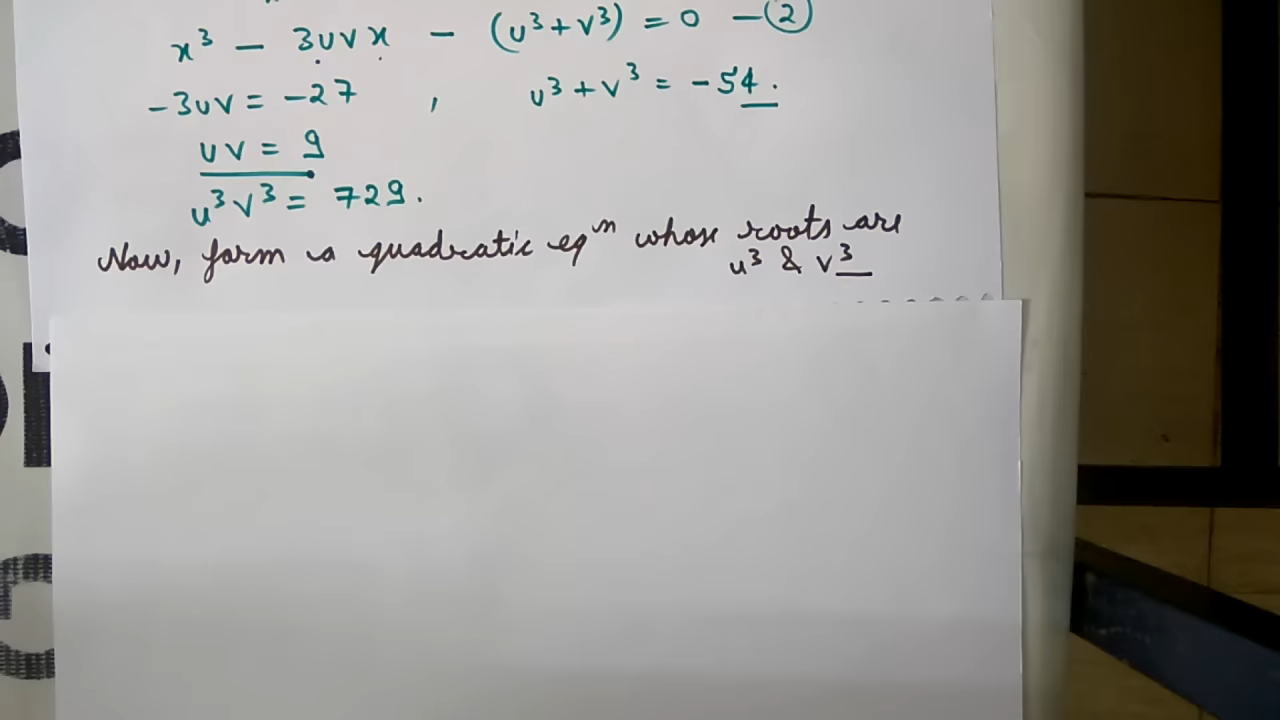 x³ - 3uvx - (u³+v³) = 0 - ②
-3uv = -27 , u³+v³ = -54.
uv = 9
u³v³ = 729.
Now, form a quadratic eqⁿ whose roots are
u³ & v³